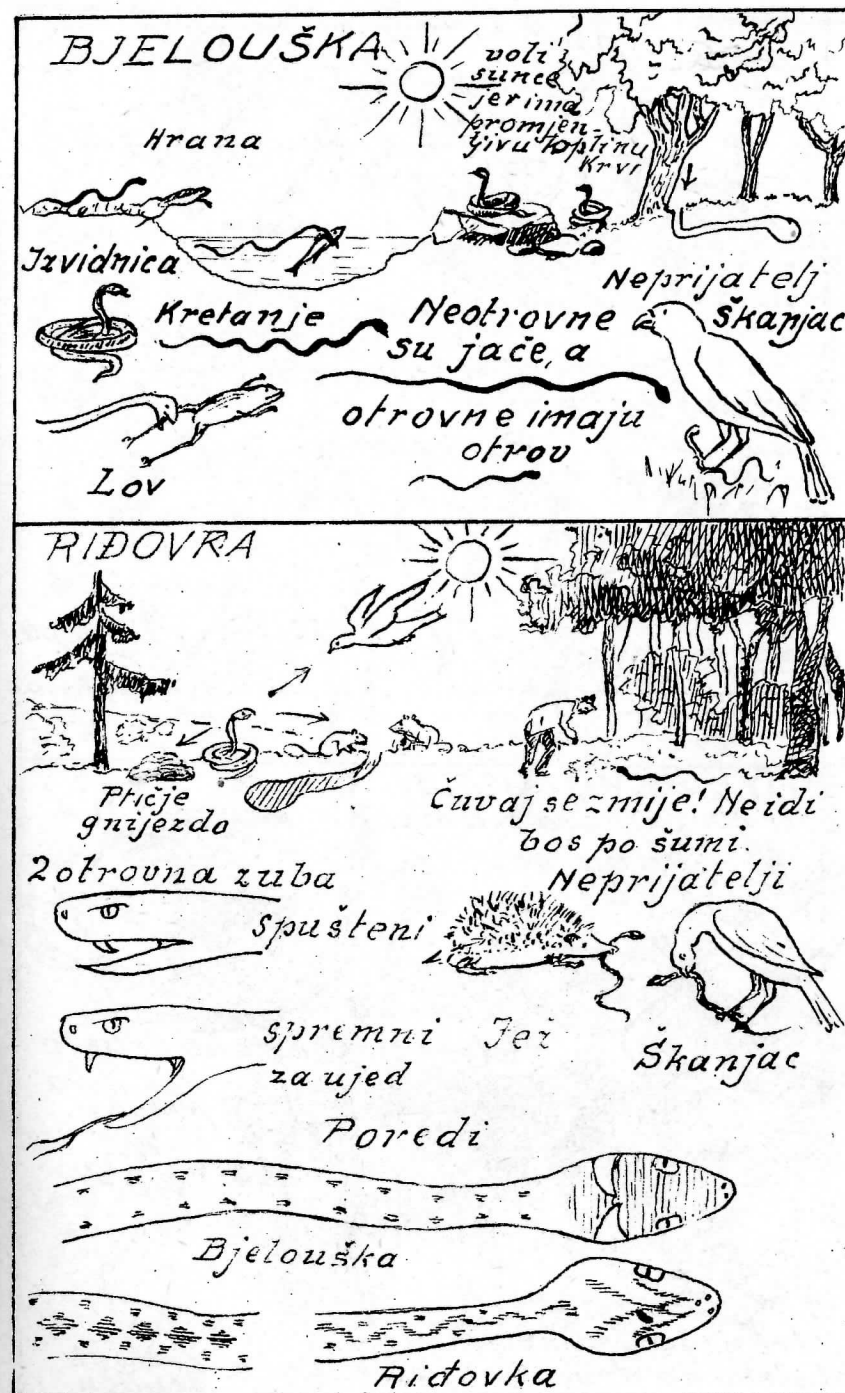 BJELOUŠKA
voli
sunce
jer ima
promjen-
ljivu toplinu
Krvi
Hrana
Izvidnica
Kretanje
Neotrovne
su jače, a
otrovne imaju
otrov
Neprijatelj
škanjac
Lov
RIĐOVKA
Ptičje
gnijezdo
Čuvaj se zmije! Ne idi
bos po šumi.
2 otrovna zuba
spušteni
spremni
za ujed
Neprijatelji
Jež
Škanjac
Poredi
Bjelouška
Riđovka